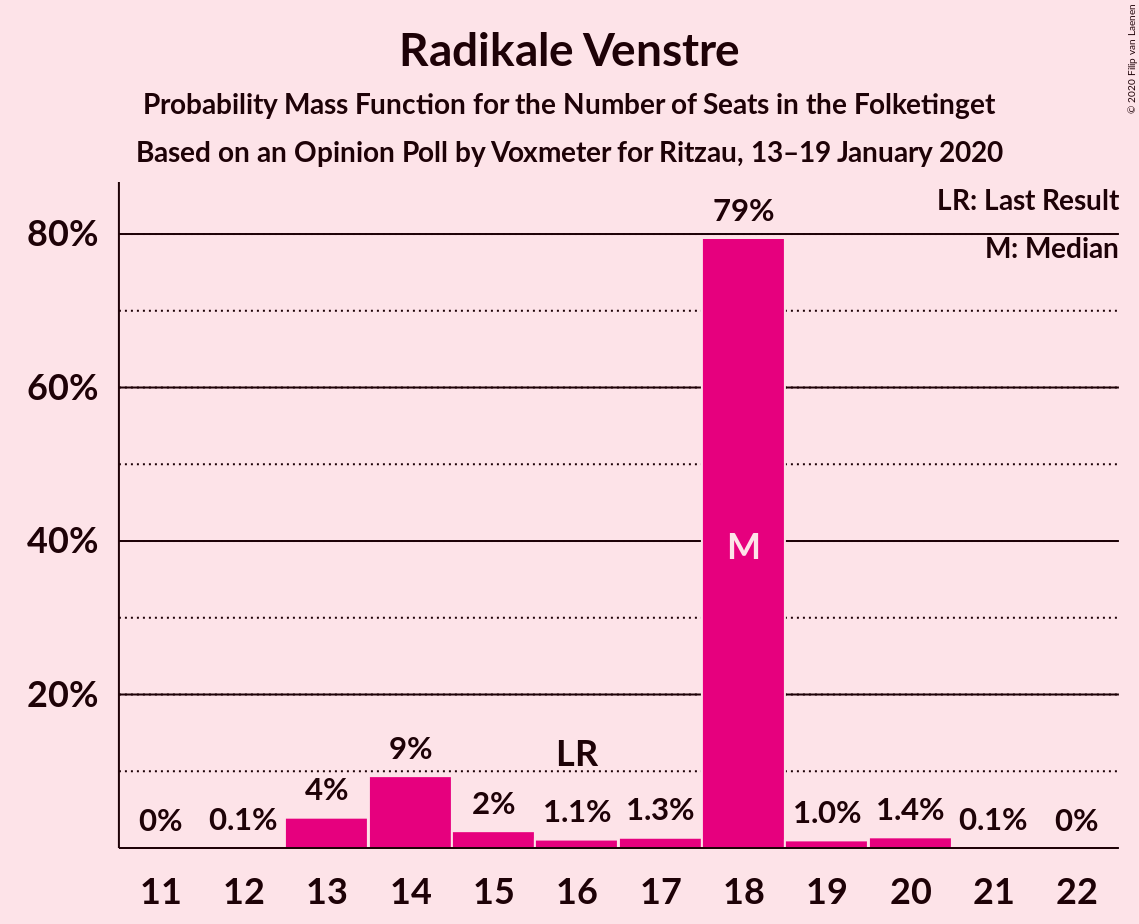 Radikale Venstre
Probability Mass Function for the Number of Seats in the Folketinget
Based on an Opinion Poll by Voxmeter for Ritzau, 13–19 January 2020
© 2020 Filip van Laenen
LR: Last Result
M: Median
80%
60%
40%
20%
0%
0.1%
4%
9%
2%
LR
1.1%
1.3%
79%
M
1.0%
1.4%
0.1%
0%
11 12 13 14 15 16 17 18 19 20 21 22